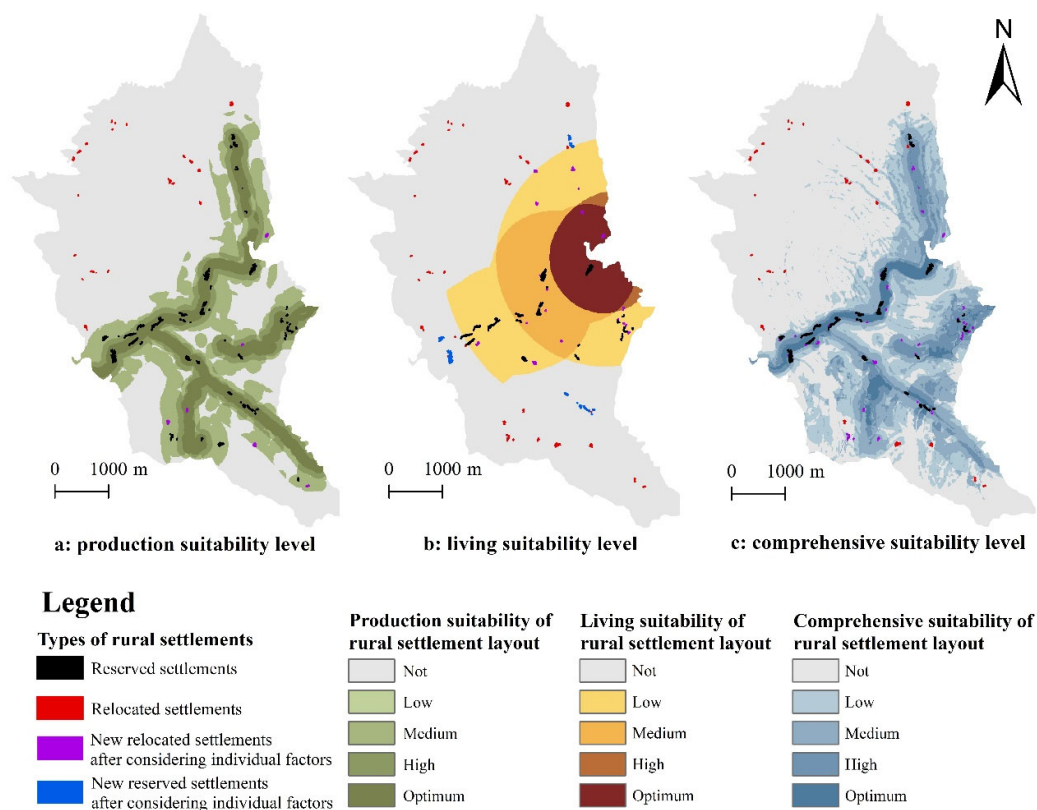 N
0 1000 m
0 1000 m
0 1000 m
a: production suitability level
b: living suitability level
c: comprehensive suitability level
Legend
Types of rural settlements
Reserved settlements
Relocated settlements
New relocated settlements
after considering individual factors
New reserved settlements
after considering individual factors
Production suitability of
rural settlement layout
Not
Low
Medium
High
Optimum
Living suitability of
rural settlement layout
Not
Low
Medium
High
Optimum
Comprehensive suitability of
rural settlement layout
Not
Low
Medium
High
Optimum